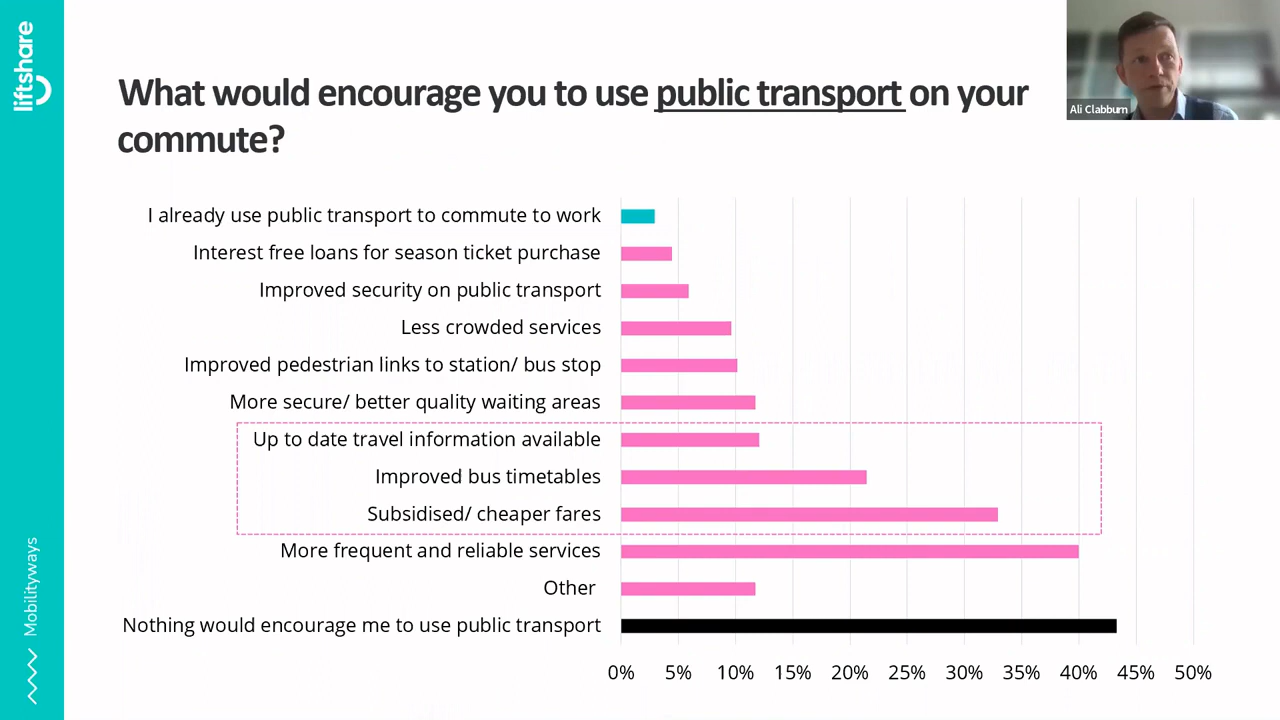 liftshare
Mobilityways
What would encourage you to use public transport on your
commute?
Ali Clabburn
I already use public transport to commute to work
Interest free loans for season ticket purchase
Improved security on public transport
Less crowded services
Improved pedestrian links to station/ bus stop
More secure/ better quality waiting areas
Up to date travel information available
Improved bus timetables
Subsidised/ cheaper fares
More frequent and reliable services
Other
Nothing would encourage me to use public transport
0% 5% 10% 15% 20% 25% 30% 35% 40% 45% 50%